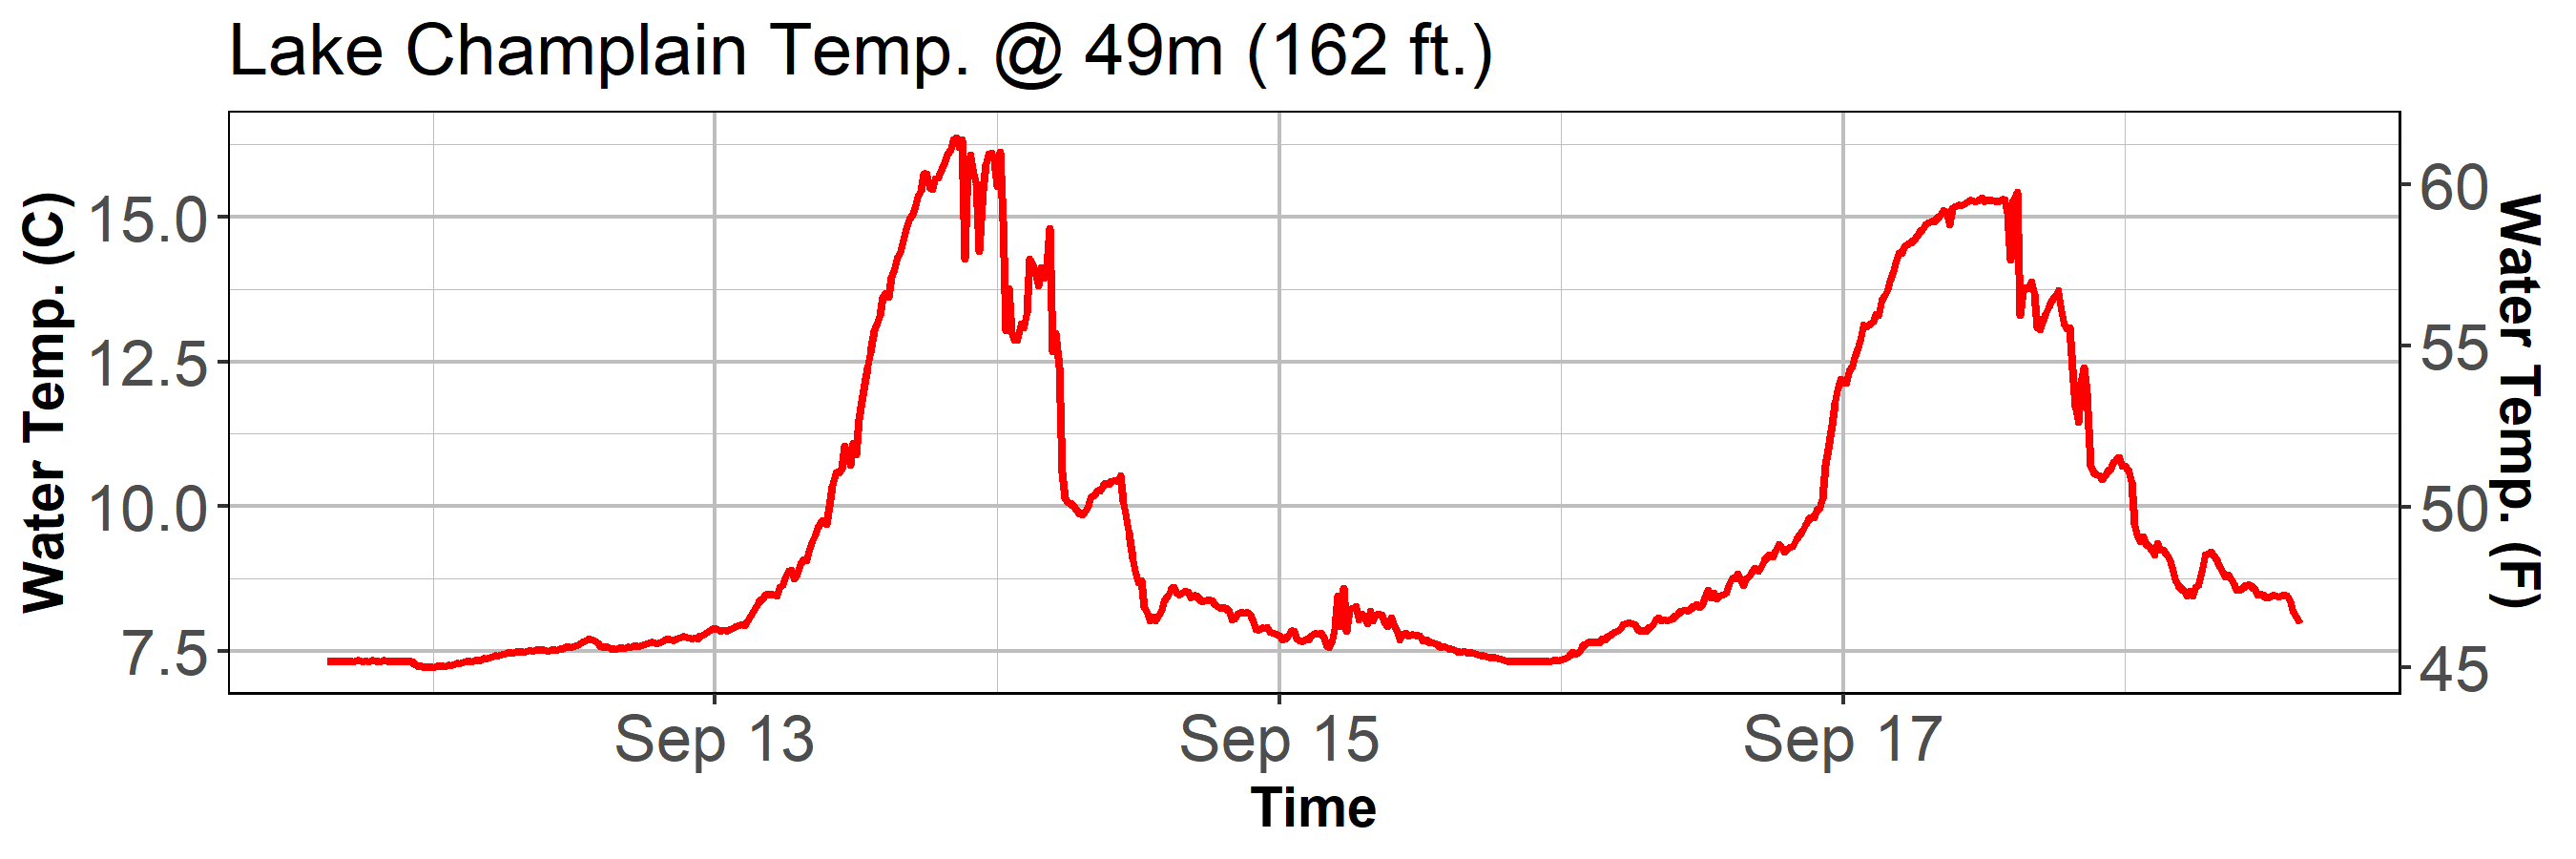 Lake Champlain Temp. @ 49m (162 ft.)
Water Temp. (C)
15.0
12.5
10.0
7.5
60
55
50
45
Water Temp. (F)
Sep 13
Sep 15
Sep 17
Time